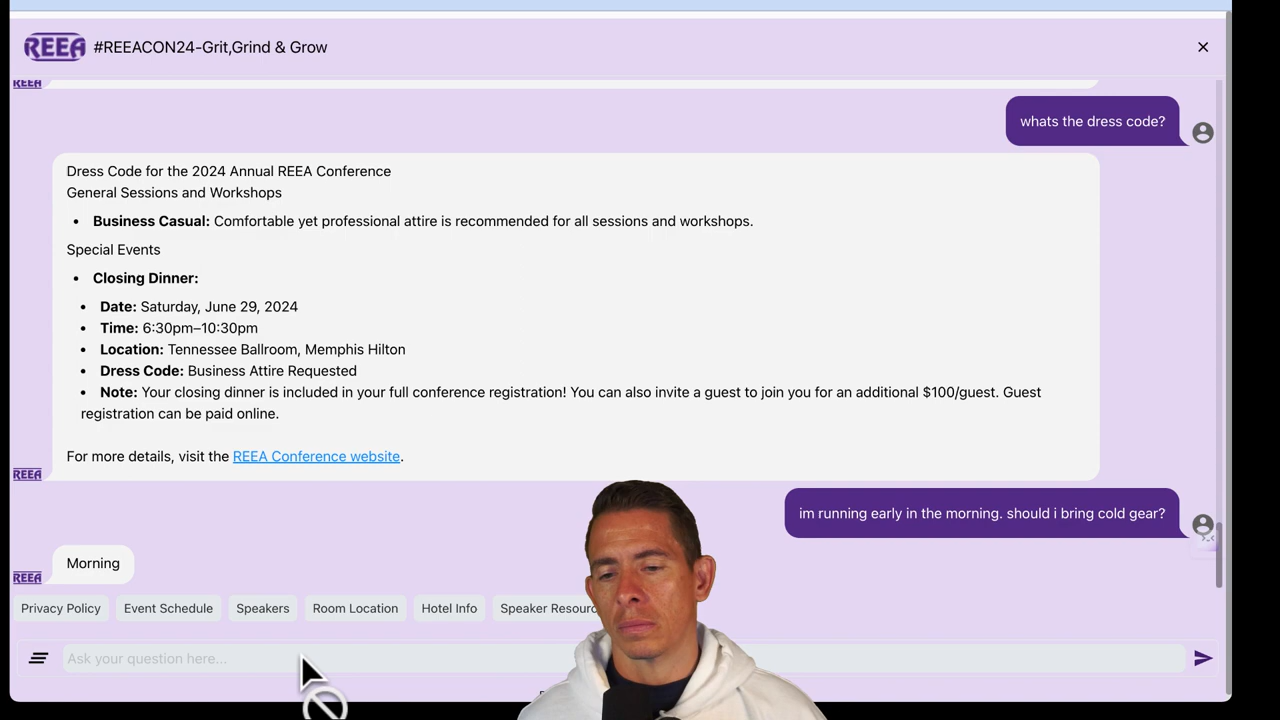 REEA #REEACON24-Grit,Grind & Grow
REEA
whats the dress code?
Dress Code for the 2024 Annual REEA Conference
General Sessions and Workshops
• Business Casual: Comfortable yet professional attire is recommended for all sessions and workshops.
Special Events
• Closing Dinner:
• Date: Saturday, June 29, 2024
• Time: 6:30pm–10:30pm
• Location: Tennessee Ballroom, Memphis Hilton
• Dress Code: Business Attire Requested
• Note: Your closing dinner is included in your full conference registration! You can also invite a guest to join you for an additional $100/guest. Guest
registration can be paid online.
For more details, visit the REEA Conference website.
REEA
im running early in the morning. should i bring cold gear?
Morning
REEA
Privacy Policy Event Schedule Speakers Room Location Hotel Info Speaker
Ask your question here...